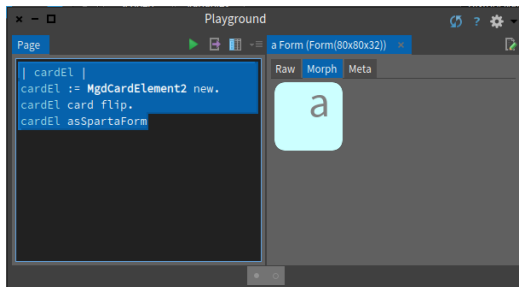 Playground
?
Page
a Form (Form(80x80x32)) ×
| cardEl |
cardEl := MgdCardElement2 new.
cardEl card flip.
cardEl asSpartaForm
Raw Morph Meta
a